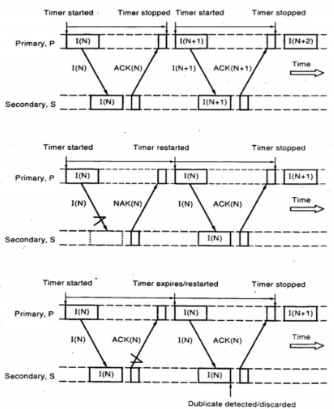 Timer started Timer stopped Timer started Timer stopped
Primary, P I(N) I(N+1) I(N+2)
I(N) ACK(N) I(N+1) ACK(N+1) Time
Secondary, S I(N) I(N+1)
Timer started Timer restarted Timer stopped
Primary, P I(N) I(N) I(N+1)
I(N) NAK(N) I(N) ACK(N) Time
Secondary, S I(N)
Timer started Timer expires/restarted Timer stopped
Primary, P I(N) I(N) I(N+1)
I(N) ACK(N) I(N) ACK(N) Time
Secondary, S I(N) I(N)
Dublicate detected/discarded